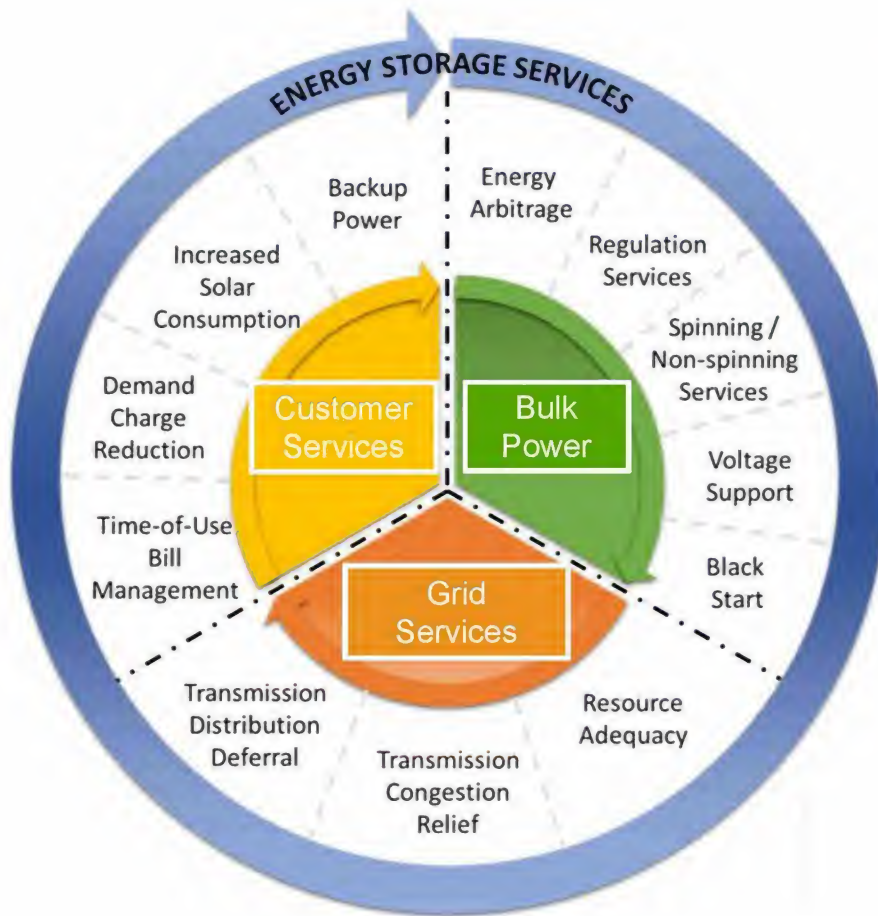 ENERGY STORAGE SERVICES
Backup
Power
Energy
Arbitrage
Regulation
Services
Increased
Solar
Consumption
Spinning /
Non-spinning
Services
Demand
Charge
Reduction
Customer
Services
Bulk
Power
Voltage
Support
Time-of-Use
Bill
Management
Black
Start
Grid
Services
Transmission
Distribution
Deferral
Transmission
Congestion
Relief
Resource
Adequacy